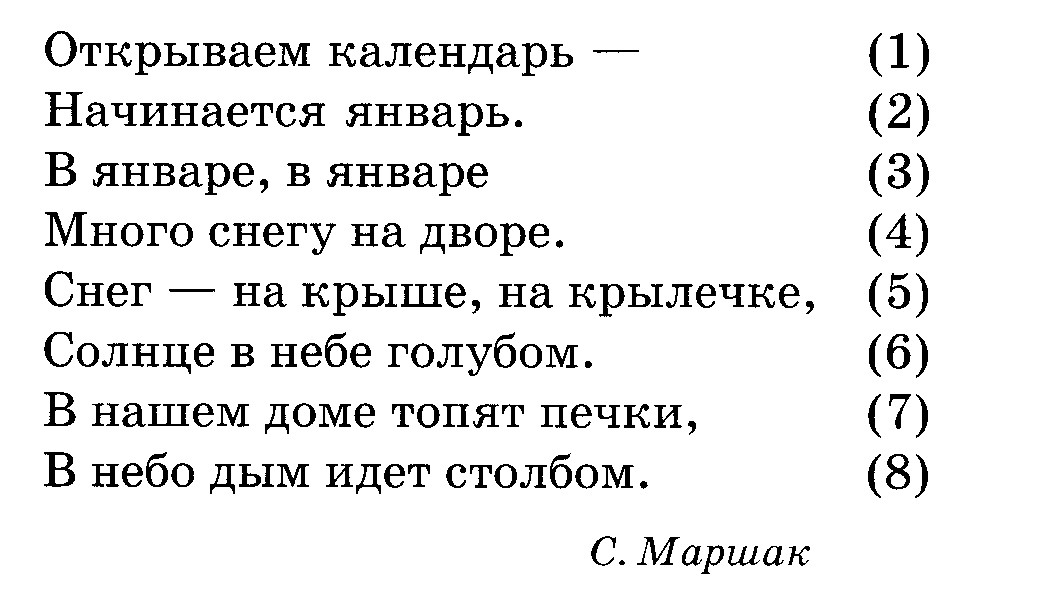 Открываем календарь — (1)
Начинается январь. (2)
В январе, в январе (3)
Много снегу на дворе. (4)
Снег — на крыше, на крылечке, (5)
Солнце в небе голубом. (6)
В нашем доме топят печки, (7)
В небо дым идет столбом. (8)
С. Маршак